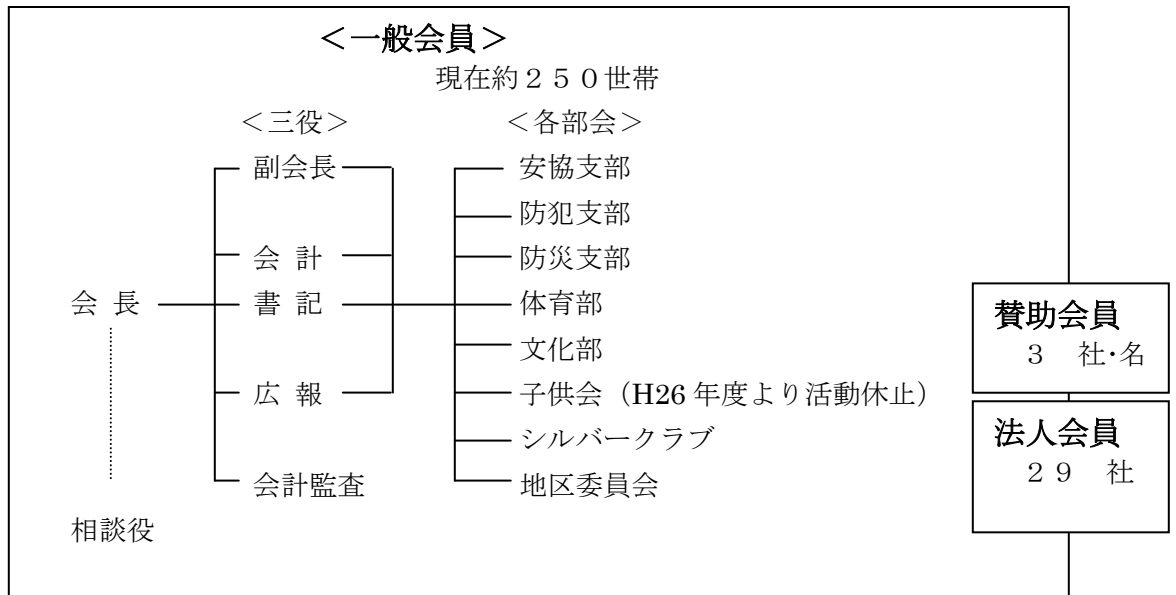 ＜一般会員＞
現在約２５０世帯
＜三役＞
＜各部会＞
副会長
安協支部
防犯支部
会 計
防災支部
会 長
書 記
体育部
文化部
広 報
子供会（H26 年度より活動休止）
シルバークラブ
会計監査
地区委員会
相談役
賛助会員
３ 社・名
法人会員
２９ 社